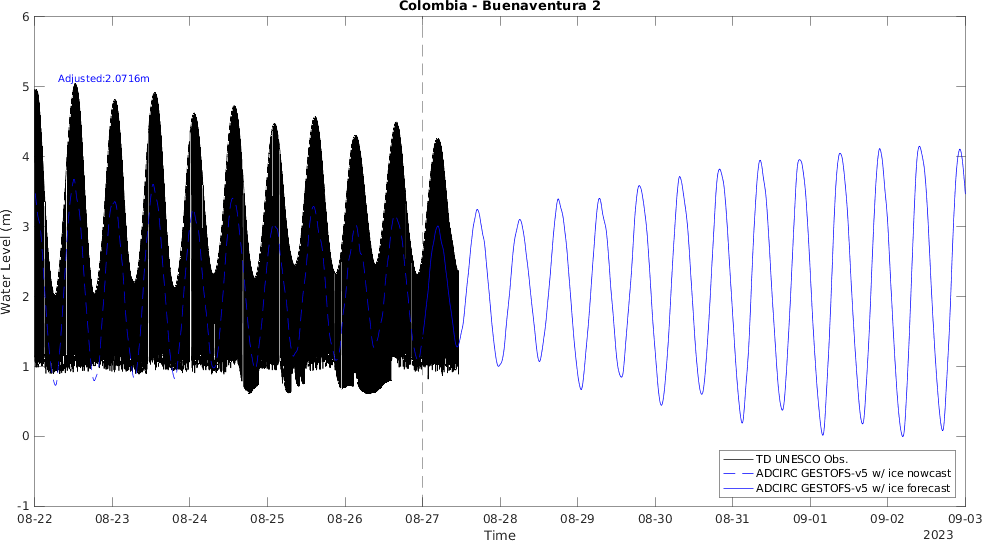 Colombia - Buenaventura 2
6
5
4
3
2
1
0
-1
Water Level (m)
Adjusted:2.0716m
TD UNESCO Obs.
ADCIRC GESTOFS-v5 w/ ice nowcast
ADCIRC GESTOFS-v5 w/ ice forecast
08-22 08-23 08-24 08-25 08-26 08-27 08-28 08-29 08-30 08-31 09-01 09-02 09-03
Time
2023